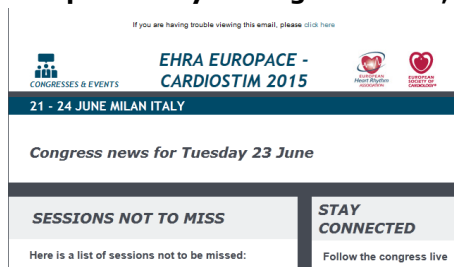 If you are having trouble viewing this email, please click here
EHRA EUROPACE -
CARDIOSTIM 2015
CONGRESSES & EVENTS
EUROPEAN
Heart Rhythm
ASSOCIATION
EUROPEAN
SOCIETY OF
CARDIOLOGY®
21 - 24 JUNE MILAN ITALY
Congress news for Tuesday 23 June
SESSIONS NOT TO MISS
Here is a list of sessions not to be missed:
STAY
CONNECTED
Follow the congress live